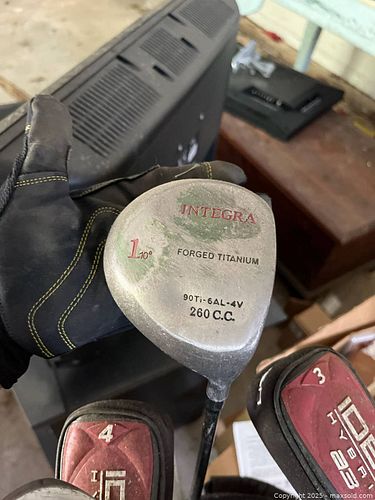 INTEGRA
1 10°
FORGED TITANIUM
90Ti-6AL-4V
260 C.C.
3
4
Copyright © 2025 - maxsold.com